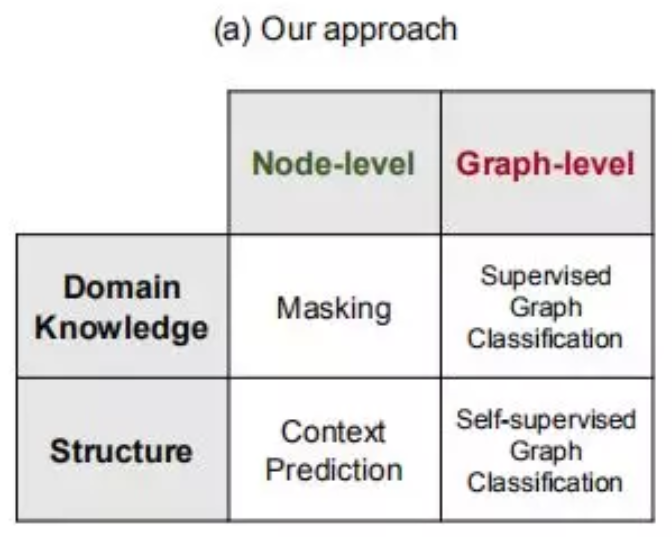 (a) Our approach
Node-level
Graph-level
Domain
Knowledge
Masking
Supervised
Graph
Classification
Structure
Context
Prediction
Self-supervised
Graph
Classification